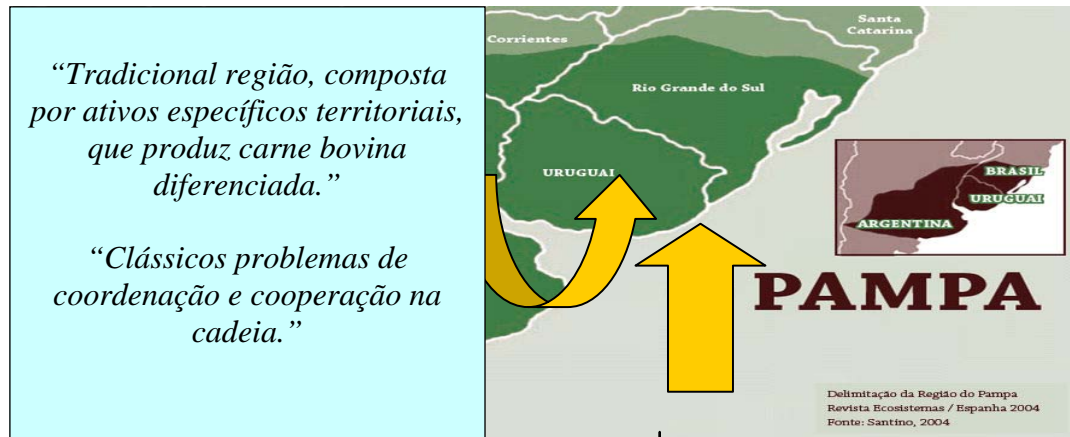 “Tradicional região, composta
por ativos específicos territoriais,
que produz carne bovina
diferenciada.”
“Clássicos problemas de
coordenação e cooperação na
cadeia.”
Corrientes
Santa
Catarina
Rio Grande do Sul
URUGUAI
BRASIL
URUGUAI
ARGENTINA
PAMPA
Delimitação da Região do Pampa
Revista Ecosistemas / Espanha 2004
Fonte: Santino, 2004